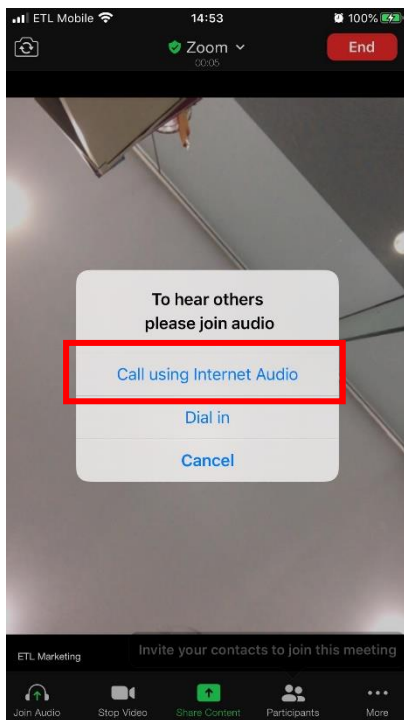 ETL Mobile 14:53 100%
Zoom End
00:05
To hear others
please join audio
Call using Internet Audio
Dial in
Cancel
ETL Marketing Invite your contacts to join this meeting
Join Audio Stop Video Share Content Participants More